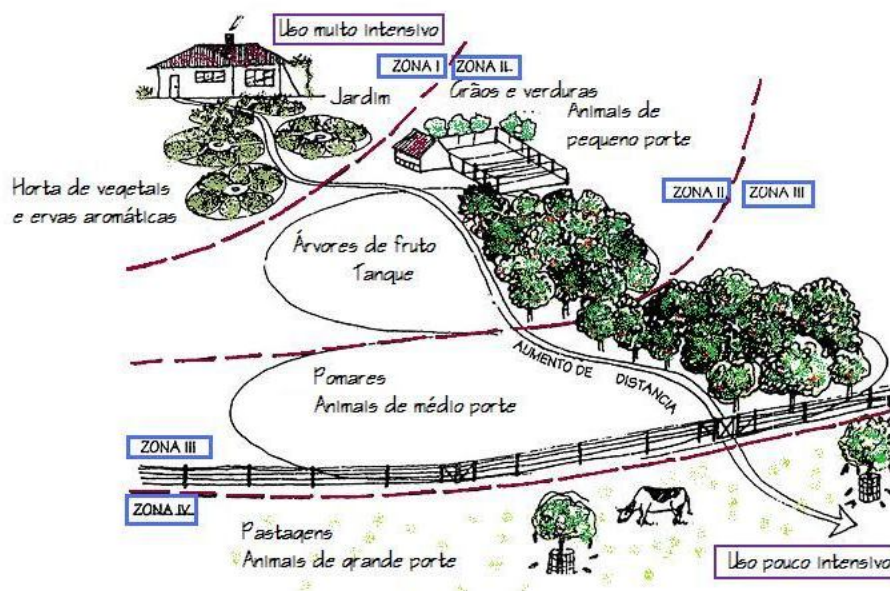 Uso muito intensivo
ZONA I
ZONA II
Jardim
Grãos e verduras
Animais de
pequeno porte
Horta de vegetais
e ervas aromáticas
ZONA II
ZONA III
Árvores de fruto
Tanque
AUMENTO DE DISTANCIA
Pomares
Animais de médio porte
ZONA III
ZONA IV
Pastagens
Animais de grande porte
Uso pouco intensivo